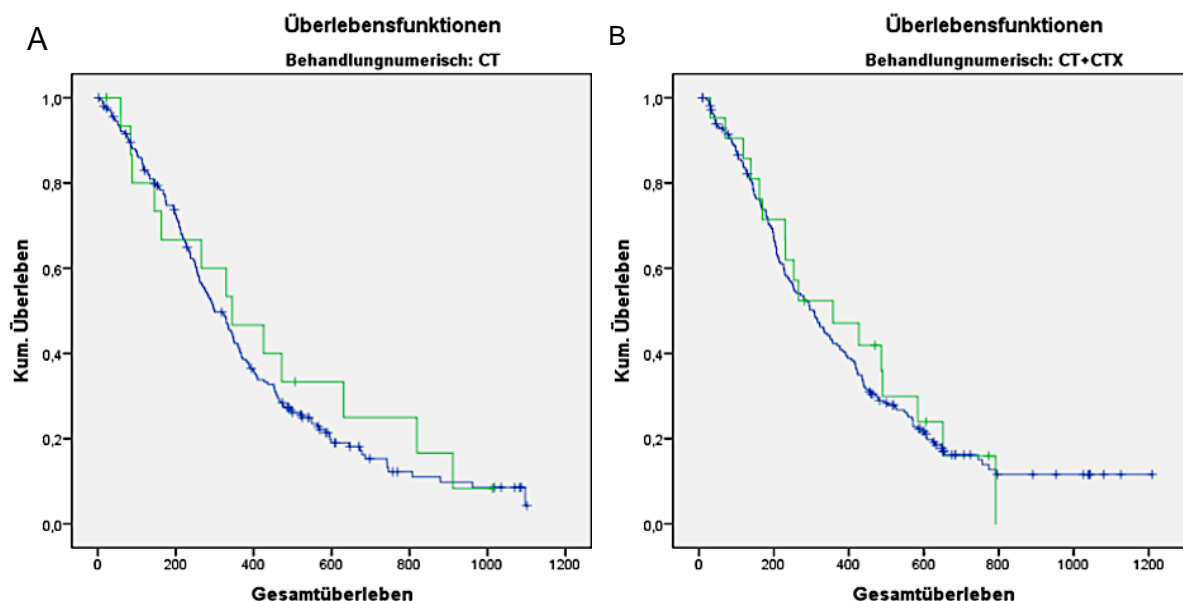 A
Überlebensfunktionen
Behandlungnumerisch: CT
Kum. Überleben
1,0
0,8
0,6
0,4
0,2
0,0
0 200 400 600 800 1000 1200
Gesamtüberleben
B
Überlebensfunktionen
Behandlungnumerisch: CT+CTX
Kum. Überleben
1,0
0,8
0,6
0,4
0,2
0,0
0 200 400 600 800 1000 1200
Gesamtüberleben